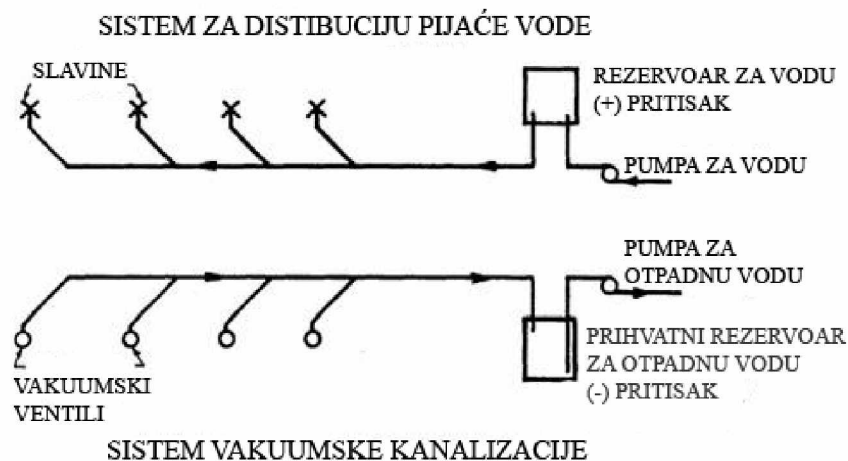 SISTEM ZA DISTIBUCIJU PIJAĆE VODE
SLAVINE
REZERVOAR ZA VODU
(+) PRITISAK
PUMPA ZA VODU
PUMPA ZA
OTPADNU VODU
PRIHVATNI REZERVOAR
ZA OTPADNU VODU
(-) PRITISAK
VAKUUMSKI
VENTILI
SISTEM VAKUUMSKE KANALIZACIJE